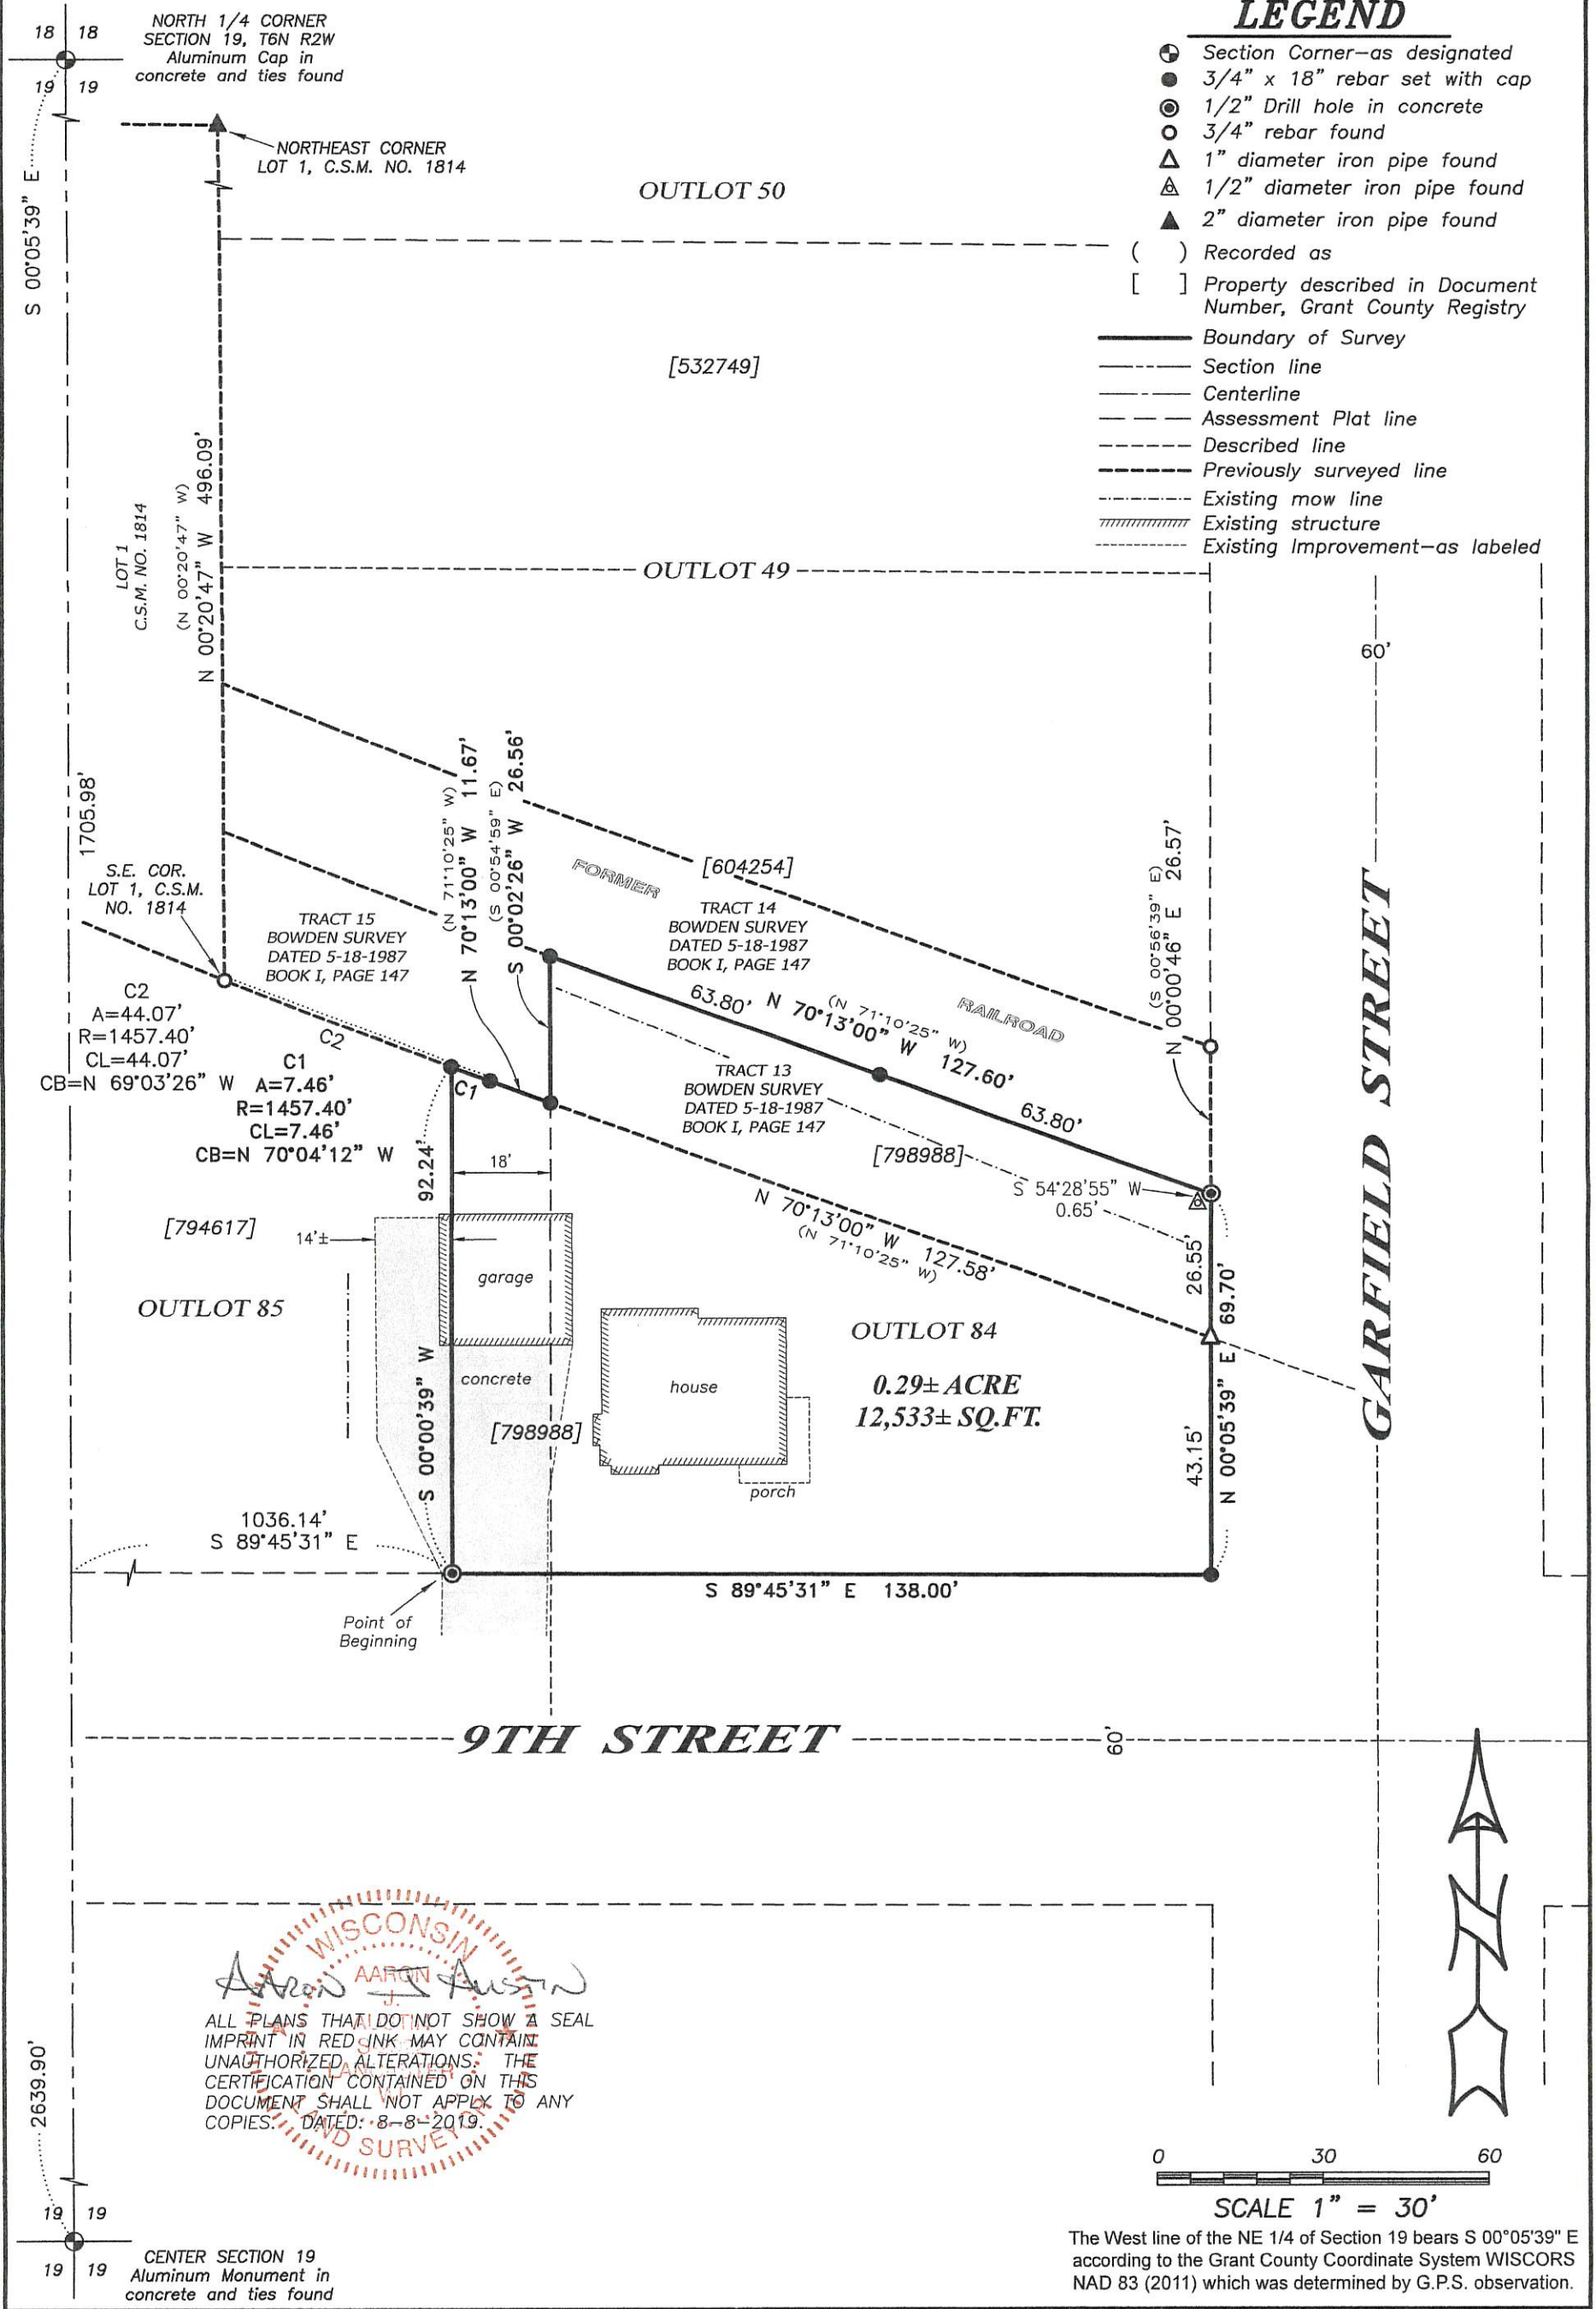 18 18
19 19
NORTH 1/4 CORNER
SECTION 19, T6N R2W
Aluminum Cap in
concrete and ties found
LEGEND
Section Corner-as designated
3/4" x 18" rebar set with cap
1/2" Drill hole in concrete
3/4" rebar found
1" diameter iron pipe found
1/2" diameter iron pipe found
2" diameter iron pipe found
( ) Recorded as
[ ] Property described in Document
Number, Grant County Registry
Boundary of Survey
Section line
Centerline
Assessment Plat line
Described line
Previously surveyed line
Existing mow line
Existing structure
Existing Improvement-as labeled
NORTHEAST CORNER
LOT 1, C.S.M. NO. 1814
S 00°05'39" E
OUTLOT 50
[532749]
LOT 1
C.S.M. NO. 1814
(N 00°20'47" W)
N 00°20'47" W 496.09'
OUTLOT 49
60'
1705.98'
S.E. COR.
LOT 1, C.S.M.
NO. 1814
TRACT 15
BOWDEN SURVEY
DATED 5-18-1987
BOOK I, PAGE 147
(N 71°10'25" W)
N 70°13'00" W 11.67'
(S 00°54'59" E)
S 00°02'26" W 26.56'
FORMER
[604254]
TRACT 14
BOWDEN SURVEY
DATED 5-18-1987
BOOK I, PAGE 147
RAILROAD
(S 00°56'39" E)
N 00°00'46" E 26.57'
GARFIELD STREET
63.80'
(N 71°10'25" W)
N 70°13'00" W 127.60'
63.80'
C2
A=44.07'
R=1457.40'
CL=44.07'
CB=N 69°03'26" W
C2
C1
A=7.46'
R=1457.40'
CL=7.46'
CB=N 70°04'12" W
C1
TRACT 13
BOWDEN SURVEY
DATED 5-18-1987
BOOK I, PAGE 147
[798988]
S 54°28'55" W
0.65'
92.24'
18'
N 70°13'00" W 127.58'
(N 71°10'25" W)
[794617]
14'±
garage
OUTLOT 85
OUTLOT 84
0.29± ACRE
12,533± SQ.FT.
26.55'
N 00°05'39" E 69.70'
43.15'
concrete
house
[798988]
porch
S 00°00'39" W
1036.14'
S 89°45'31" E
S 89°45'31" E 138.00'
Point of
Beginning
9TH STREET
60'
WISCONSIN
AARON
J.
AUSTIN
LANCASTER
WI
LAND SURVEYOR
Aaron J Austin
ALL PLANS THAT DO NOT SHOW A SEAL
IMPRINT IN RED INK MAY CONTAIN
UNAUTHORIZED ALTERATIONS. THE
CERTIFICATION CONTAINED ON THIS
DOCUMENT SHALL NOT APPLY TO ANY
COPIES. DATED: 8-8-2019.
2639.90'
19 19
19 19
CENTER SECTION 19
Aluminum Monument in
concrete and ties found
N
0 30 60
SCALE 1" = 30'
The West line of the NE 1/4 of Section 19 bears S 00°05'39" E
according to the Grant County Coordinate System WISCORS
NAD 83 (2011) which was determined by G.P.S. observation.